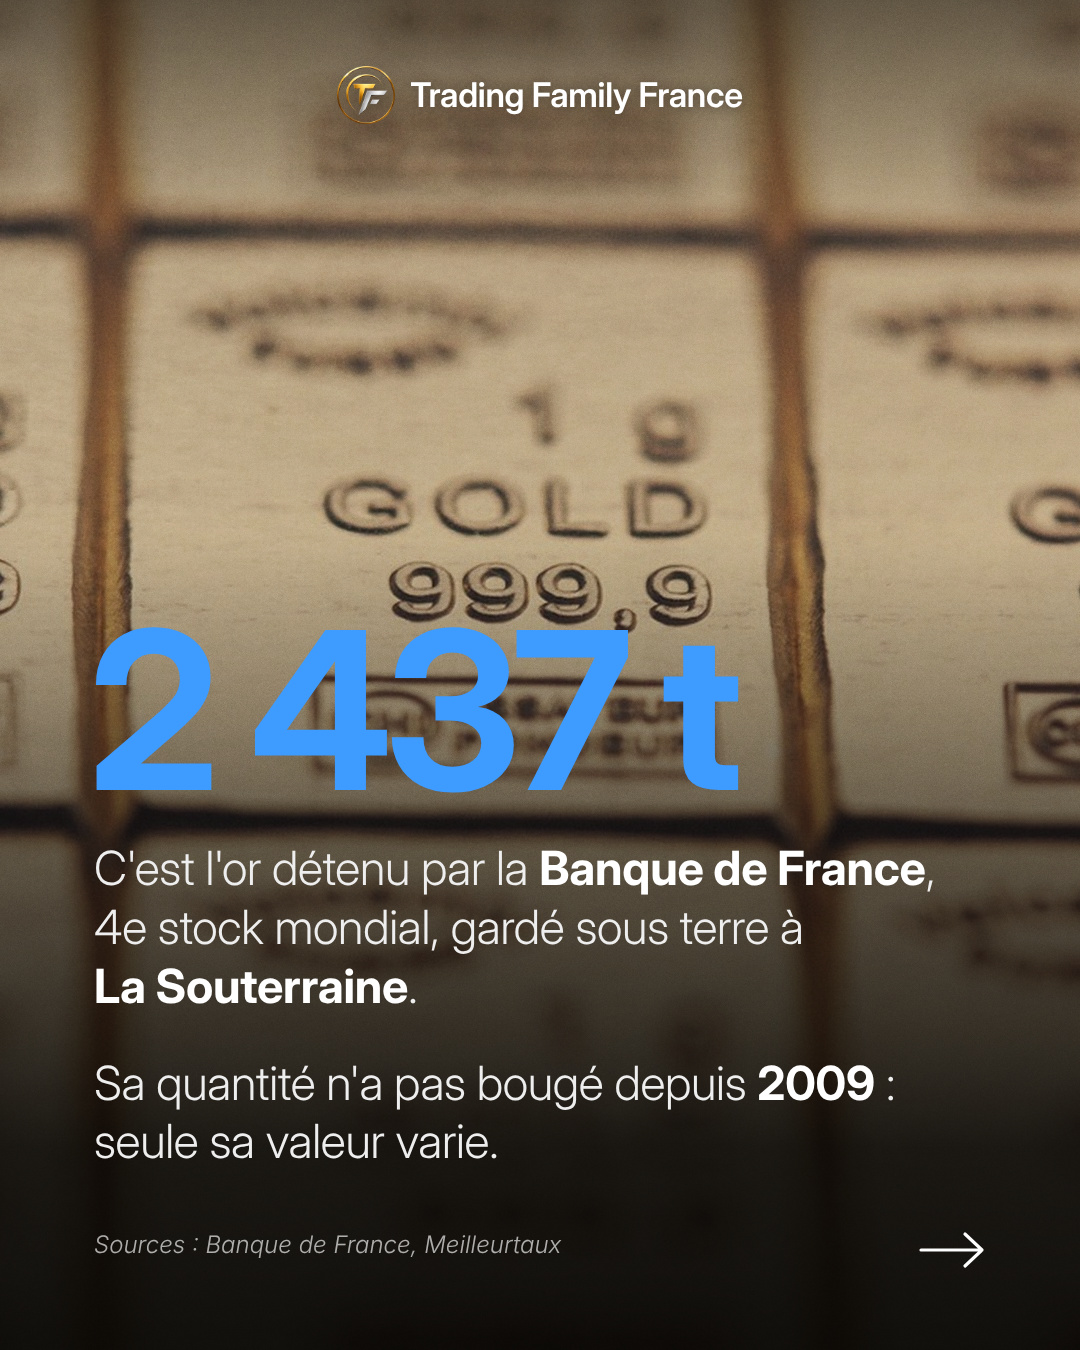 Trading Family France
1 g
GOLD
999,9
2 437 t
C'est l'or détenu par la Banque de France,
4e stock mondial, gardé sous terre à
La Souterraine.
Sa quantité n'a pas bougé depuis 2009 :
seule sa valeur varie.
Sources : Banque de France, Meilleurtaux